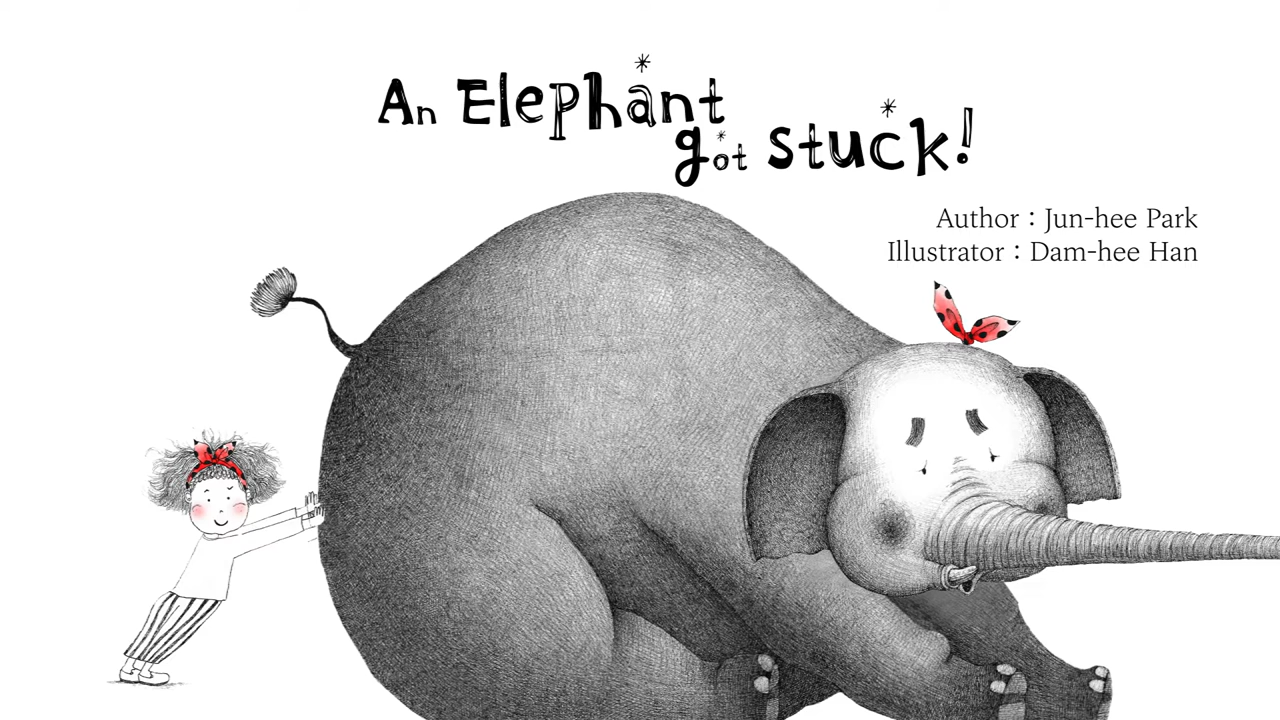 An Elephant
got stuck!
Author : Jun-hee Park
Illustrator : Dam-hee Han